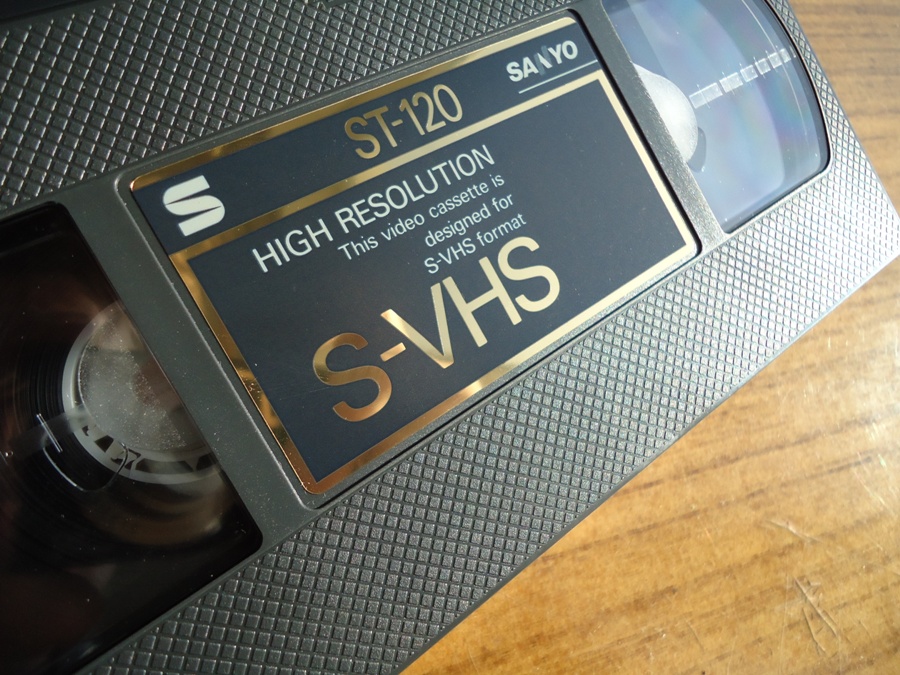 SANYO
ST-120
S
HIGH RESOLUTION
This video cassette is
designed for
S-VHS format
S-VHS